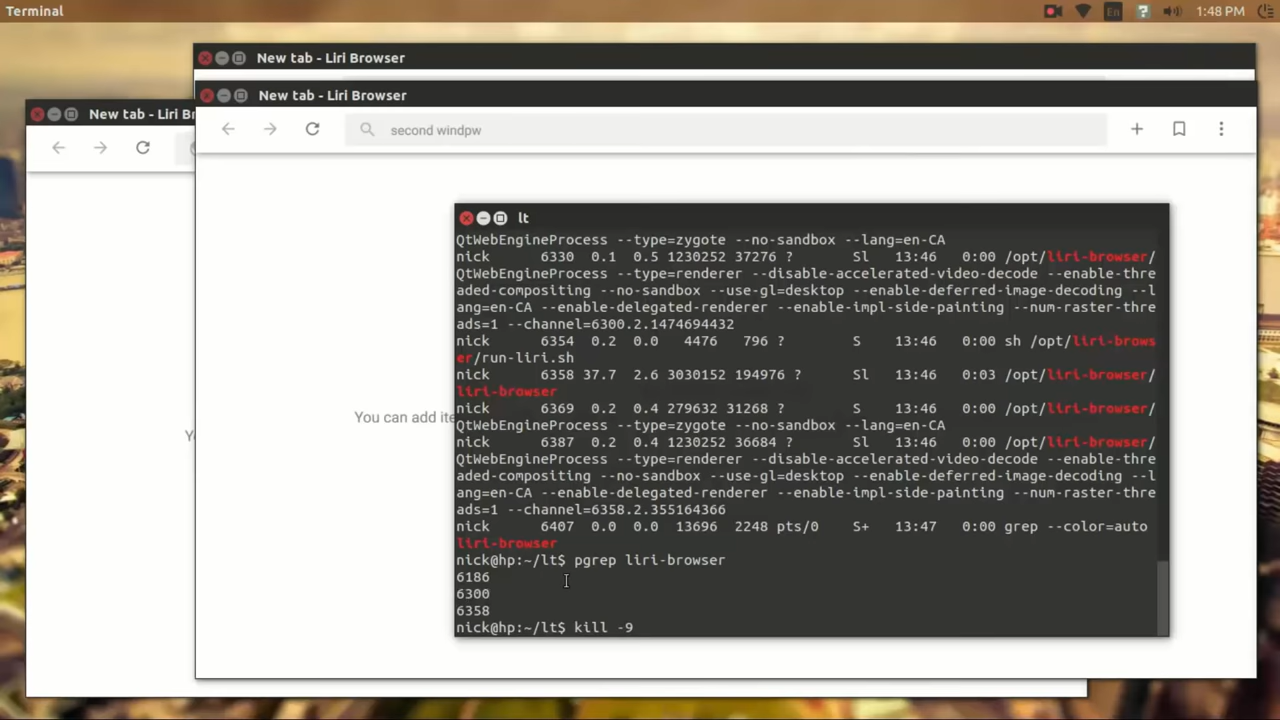 Terminal
En
1:48 PM
New tab - Liri Browser
New tab - Liri Browser
New tab - Liri Br
second windpw
You can add ite
Y
lt
QtWebEngineProcess --type=zygote --no-sandbox --lang=en-CA
nick      6330  0.1  0.5 1230252 37276 ?       Sl   13:46   0:00 /opt/liri-browser/
QtWebEngineProcess --type=renderer --disable-accelerated-video-decode --enable-thre
aded-compositing --no-sandbox --use-gl=desktop --enable-deferred-image-decoding --l
ang=en-CA --enable-delegated-renderer --enable-impl-side-painting --num-raster-thre
ads=1 --channel=6300.2.1474694432
nick      6354  0.2  0.0   4476   796 ?        S    13:46   0:00 sh /opt/liri-brows
er/run-liri.sh
nick      6358 37.7  2.6 3030152 194976 ?      Sl   13:46   0:03 /opt/liri-browser/
liri-browser
nick      6369  0.2  0.4 279632 31268 ?        S    13:46   0:00 /opt/liri-browser/
QtWebEngineProcess --type=zygote --no-sandbox --lang=en-CA
nick      6387  0.2  0.4 1230252 36684 ?       Sl   13:46   0:00 /opt/liri-browser/
QtWebEngineProcess --type=renderer --disable-accelerated-video-decode --enable-thre
aded-compositing --no-sandbox --use-gl=desktop --enable-deferred-image-decoding --l
ang=en-CA --enable-delegated-renderer --enable-impl-side-painting --num-raster-thre
ads=1 --channel=6358.2.355164366
nick      6407  0.0  0.0  13696  2248 pts/0    S+   13:47   0:00 grep --color=auto
liri-browser
nick@hp:~/lt$ pgrep liri-browser
6186
6300
6358
nick@hp:~/lt$ kill -9